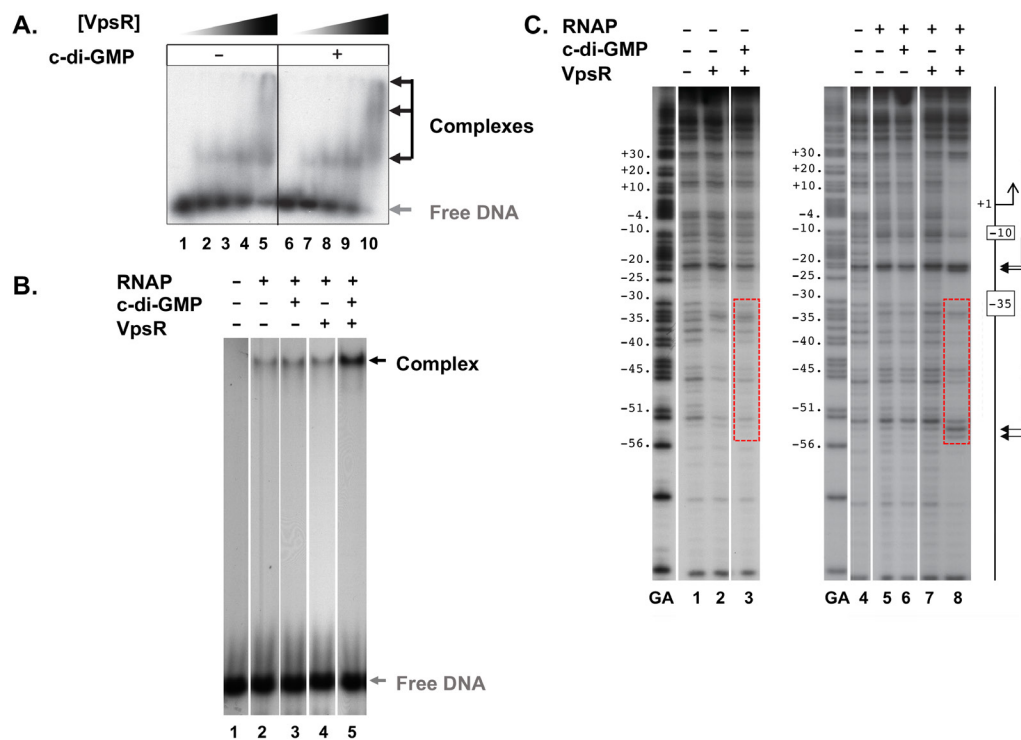 A.
[VpsR]
c-di-GMP − +
Complexes
Free DNA
1 2 3 4 5 6 7 8 9 10
B.
RNAP − + + + +
c-di-GMP − − + − +
VpsR − − − + +
Complex
Free DNA
1 2 3 4 5
C.
RNAP − − − − + + + +
c-di-GMP − − + − − + − +
VpsR − + + − − − + +
+30.
+20.
+10.
−4.
−10.
−20.
−25.
−30.
−35.
−40.
−45.
−51.
−56.
GA 1 2 3
+30.
+20.
+10.
−4.
−10.
−20.
−25.
−30.
−35.
−40.
−45.
−51.
−56.
GA 4 5 6 7 8
+1
−10
−35